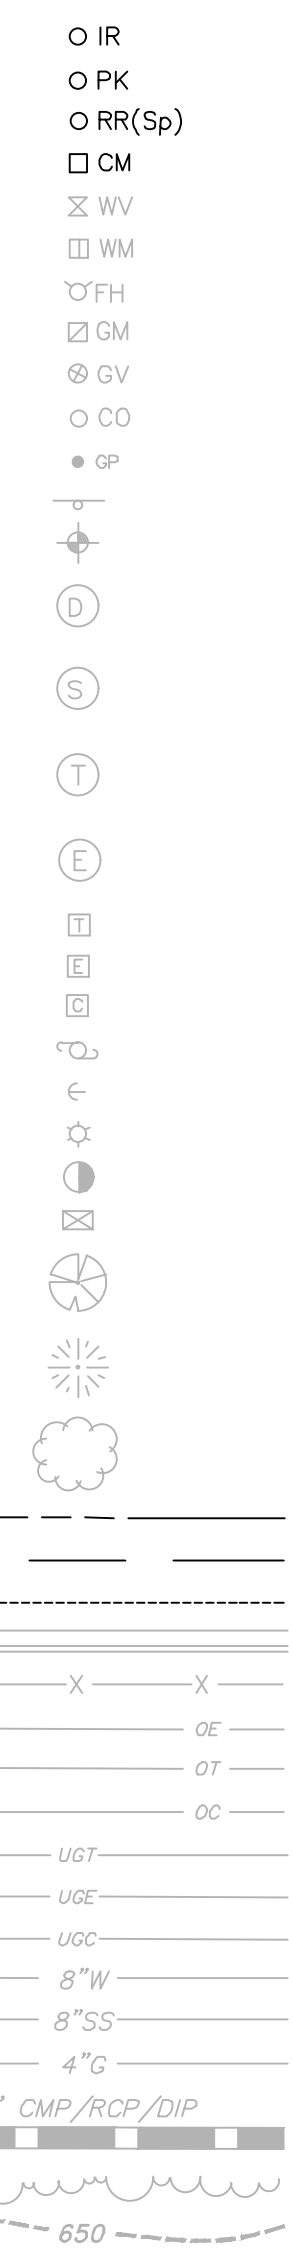 IR
PK
RR(Sp)
CM
WV
WM
FH
GM
GV
CO
GP
D
S
T
E
T
E
C
X X
OE
OT
OC
UGT
UGE
UGC
8"W
8"SS
4"G
" CMP/RCP/DIP
650